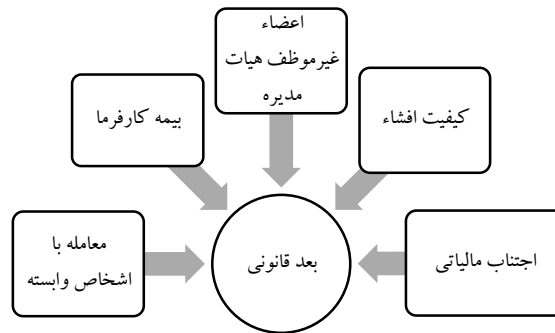 اعضاء
غیرموظف هیات
مدیره
کیفیت افشاء
بیمه کارفرما
اجتناب مالیاتی
بعد قانونی
معامله با
اشخاص وابسته